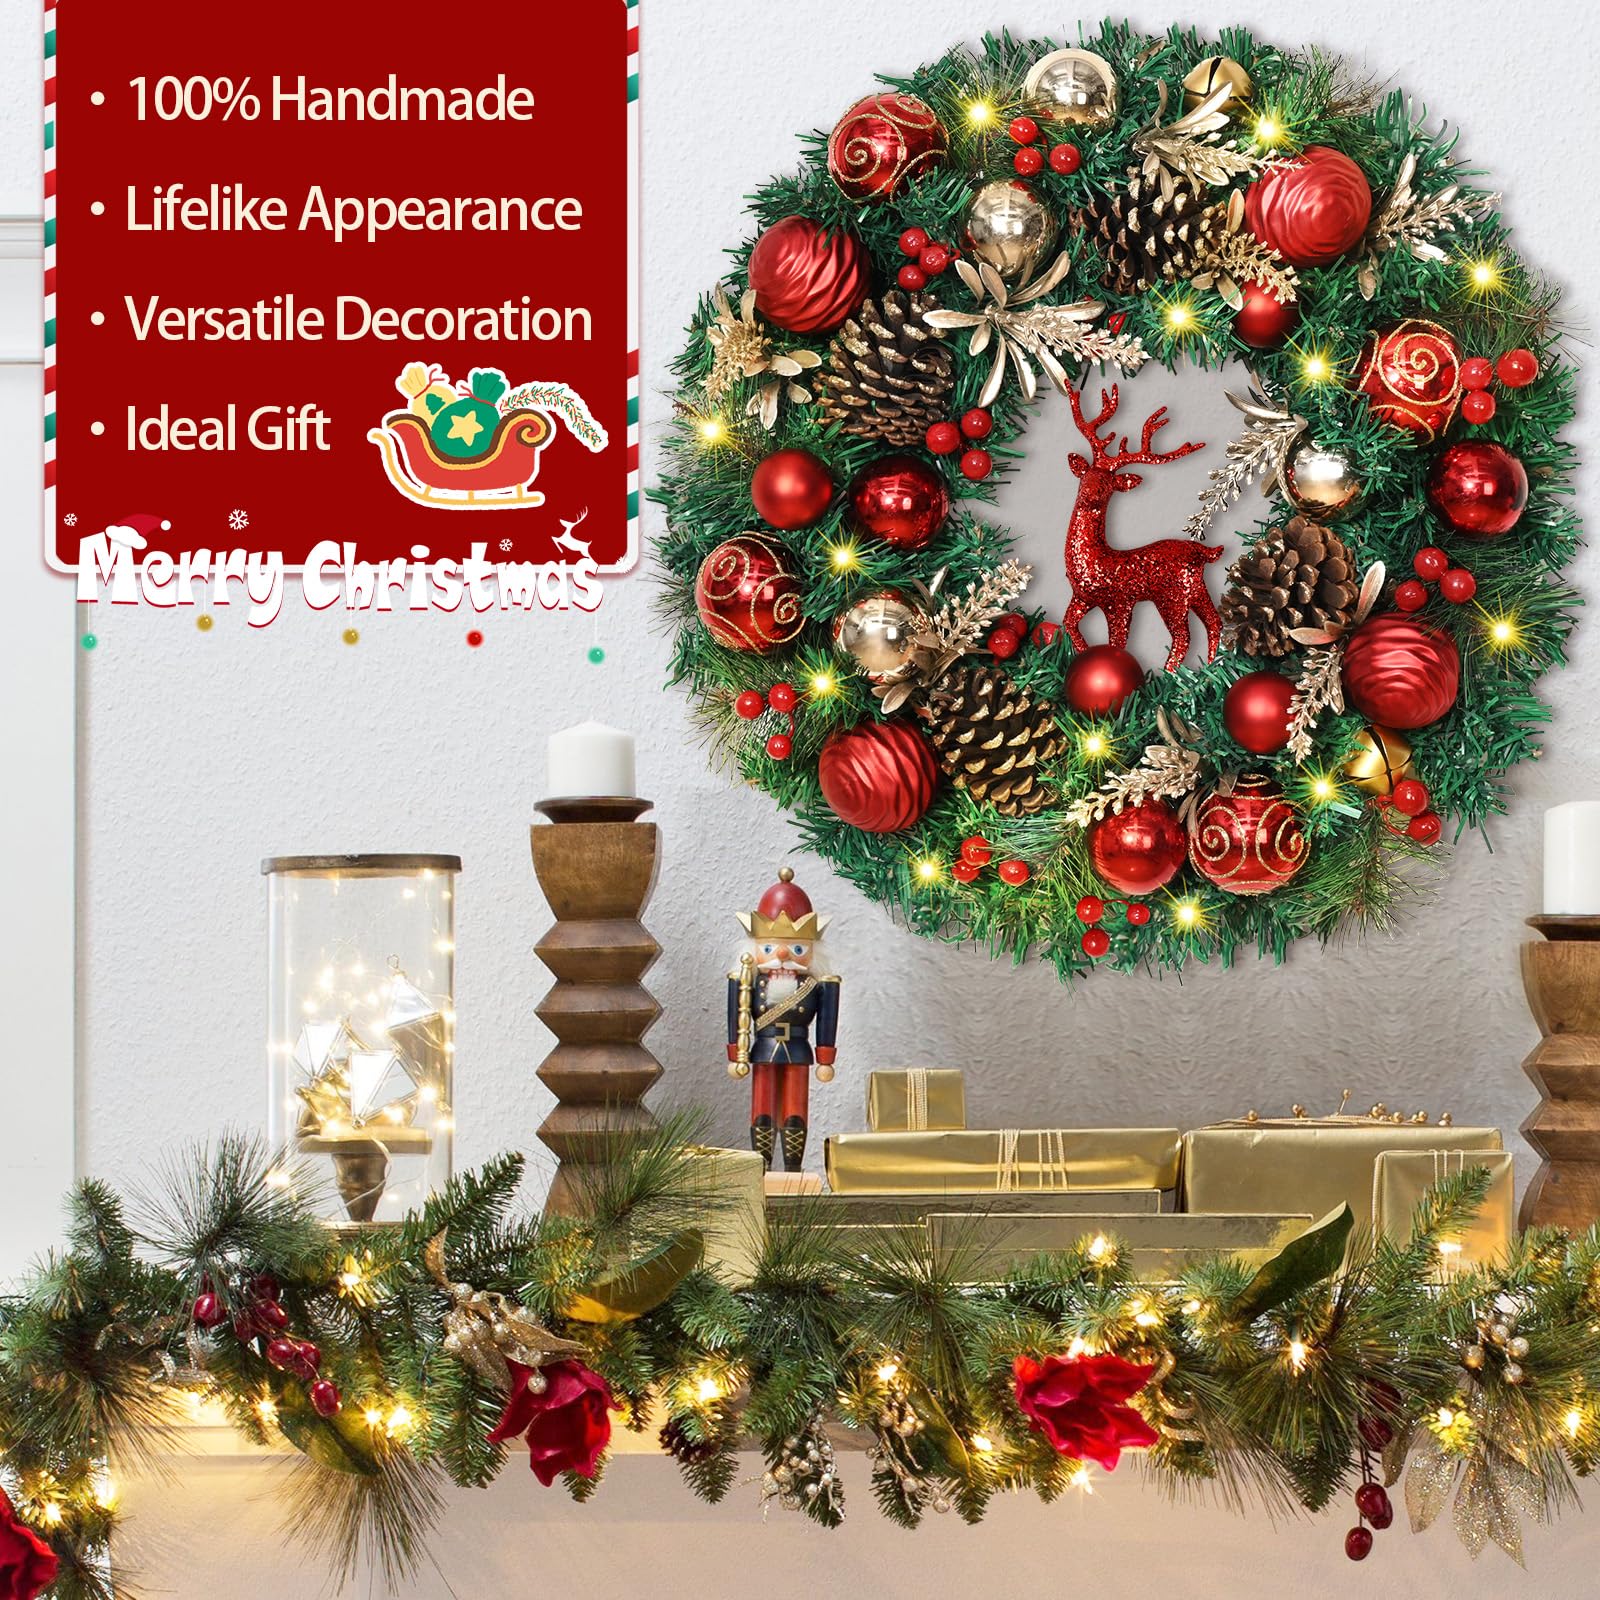 • 100% Handmade
• Lifelike Appearance
• Versatile Decoration
• Ideal Gift
Merry Christmas